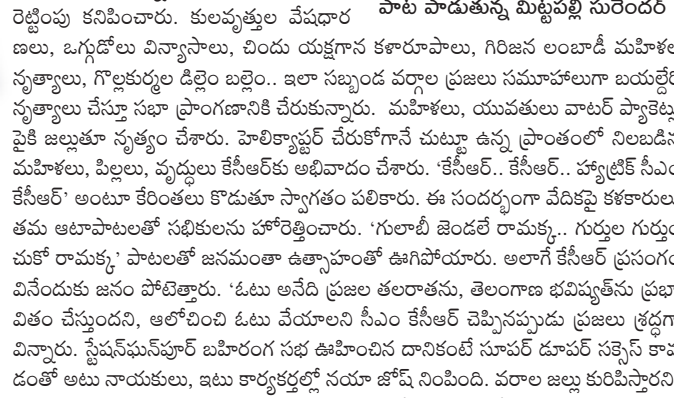 రెట్టింపు కనిపించారు. కులవృత్తుల వేషధార
పాట పాడుతున్న మిట్టపల్లి సురేందర్
ణలు, ఒగ్గుడోలు విన్యాసాలు, చిందు యక్షగాన కళారూపాలు, గిరిజన లంబాడీ మహిళల
నృత్యాలు, గొల్లకుర్మల డిల్లెం బల్లెం.. ఇలా సబ్బండ వర్గాల ప్రజలు సమూహాలుగా బయల్దేరి
నృత్యాలు చేస్తూ సభా ప్రాంగణానికి చేరుకున్నారు. మహిళలు, యువతులు వాటర్ ప్యాకెట్లు
పైకి జల్లుతూ నృత్యం చేశారు. హెలిక్యాప్టర్ చేరుకోగానే చుట్టూ ఉన్న ప్రాంతంలో నిలబడిన
మహిళలు, పిల్లలు, వృద్ధులు కేసీఆర్‌కు అభివాదం చేశారు. ‘కేసీఆర్.. కేసీఆర్.. హ్యాట్రిక్ సీఎం
కేసీఆర్’ అంటూ కేరింతలు కొడుతూ స్వాగతం పలికారు. ఈ సందర్భంగా వేదికపై కళకారులు
తమ ఆటాపాటలతో సభికులను హోరెత్తించారు. ‘గులాబీ జెండలే రామక్క.. గుర్తుల గుర్తుం
చుకో రామక్క’ పాటలతో జనమంతా ఉత్సాహంతో ఊగిపోయారు. అలాగే కేసీఆర్ ప్రసంగం
వినేందుకు జనం పోటెత్తారు. ‘ఓటు అనేది ప్రజల తలరాతను, తెలంగాణ భవిష్యత్‌ను ప్రభా
వితం చేస్తుందని, ఆలోచించి ఓటు వేయాలని సీఎం కేసీఆర్ చెప్పినప్పుడు ప్రజలు శ్రద్ధగా
విన్నారు. స్టేషన్‌ఘన్‌పూర్ బహిరంగ సభ ఊహించిన దానికంటే సూపర్ డూపర్ సక్సెస్ కావ
డంతో అటు నాయకులు, ఇటు కార్యకర్తల్లో నయా జోష్ నింపింది. వరాల జల్లు కురిపిస్తారని